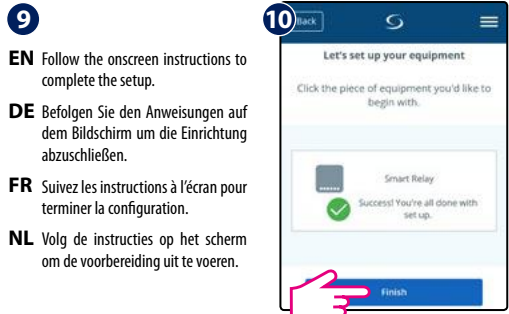 9
EN Follow the onscreen instructions to
complete the setup.
DE Befolgen Sie den Anweisungen auf
dem Bildschirm um die Einrichtung
abzuschließen.
FR Suivez les instructions à l'écran pour
terminer la configuration.
NL Volg de instructies op het scherm
om de voorbereiding uit te voeren.
10
Back
Let's set up your equipment
Click the piece of equipment you'd like to
begin with.
Smart Relay
Success! You're all done with
set up.
Finish